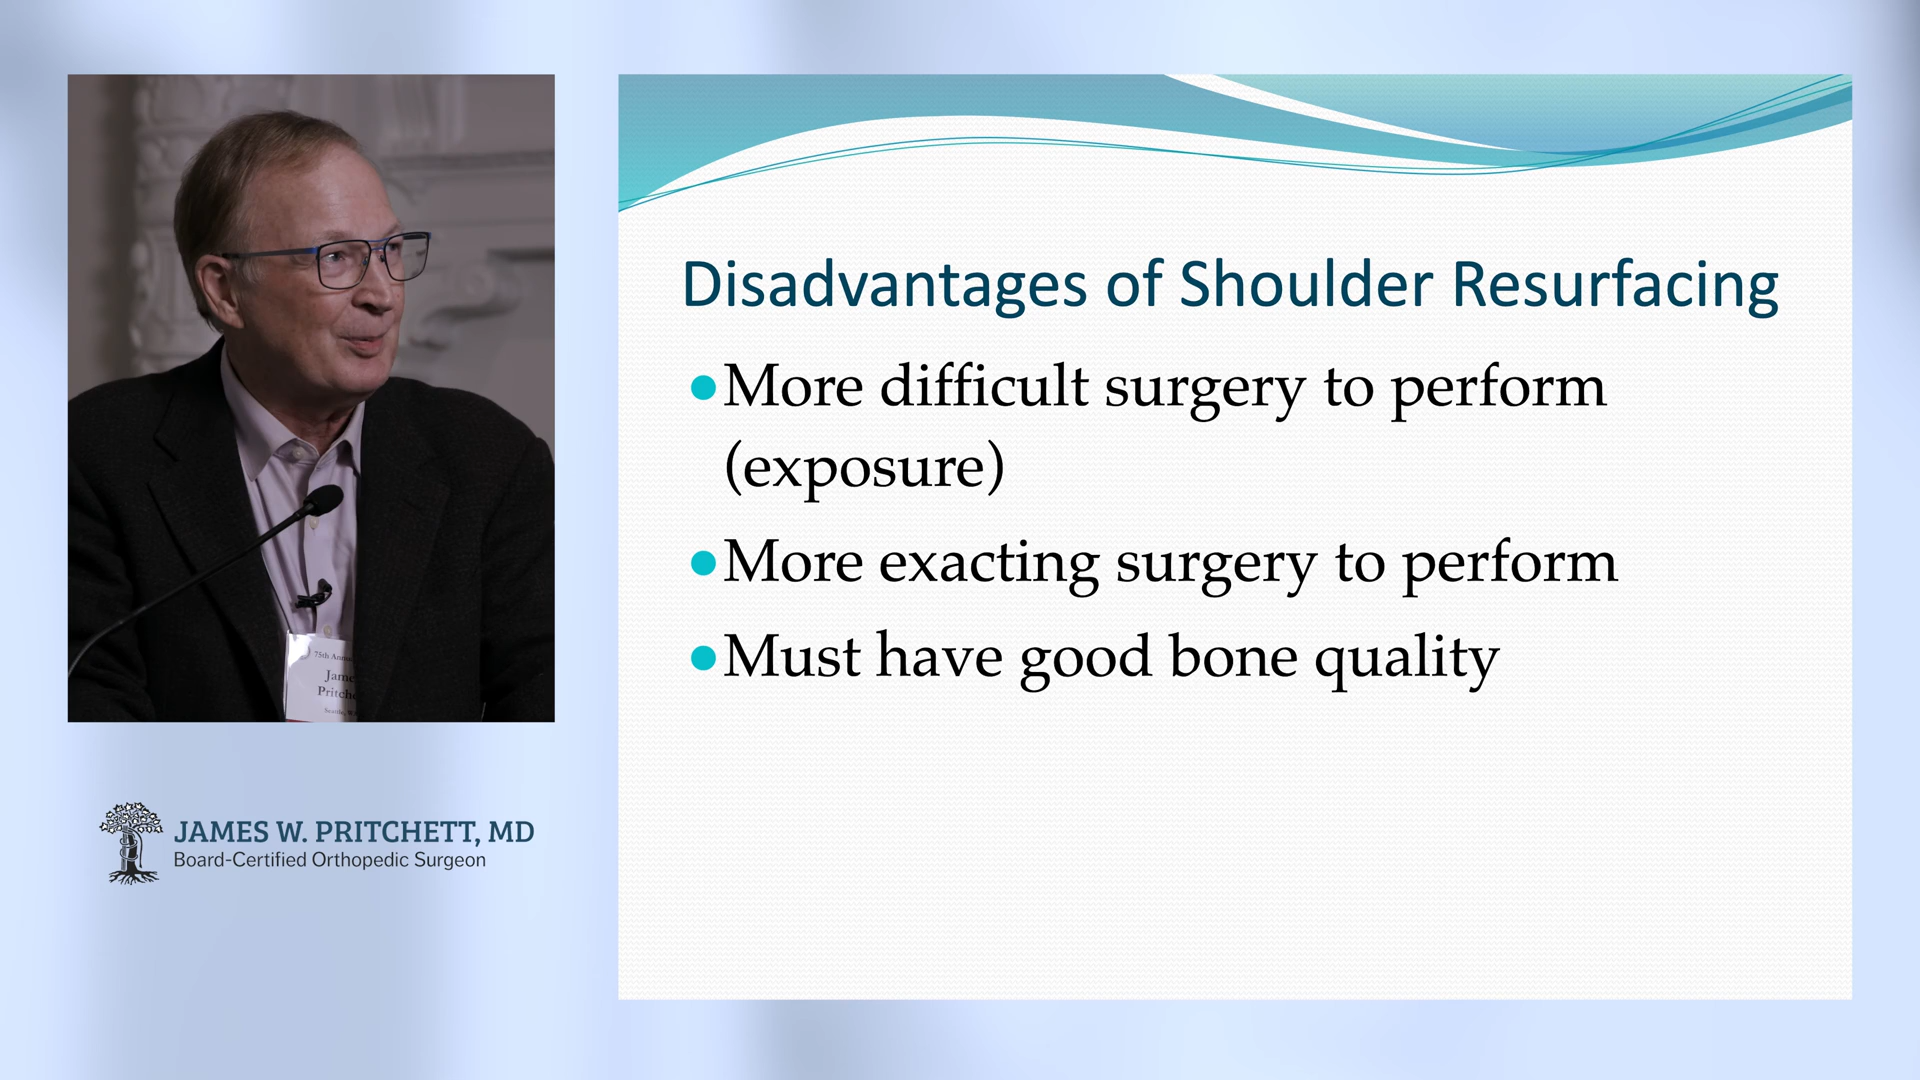 Disadvantages of Shoulder Resurfacing
●More difficult surgery to perform
(exposure)
●More exacting surgery to perform
●Must have good bone quality
75th
JAMES W. PRITCHETT, MD
Board-Certified Orthopedic Surgeon